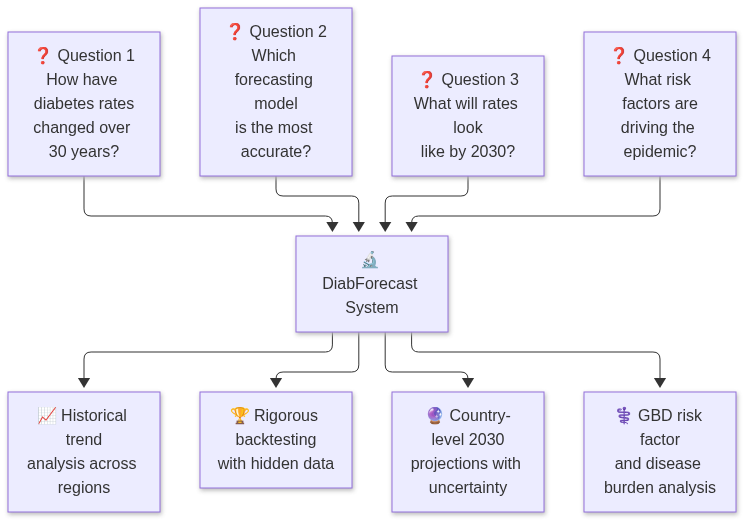 ❓ Question 1
How have
diabetes rates
changed over
30 years?
❓ Question 2
Which
forecasting
model
is the most
accurate?
❓ Question 3
What will rates
look
like by 2030?
❓ Question 4
What risk
factors are
driving the
epidemic?
🔬
DiabForecast
System
📈 Historical
trend
analysis across
regions
🏆 Rigorous
backtesting
with hidden data
🔮 Country-
level 2030
projections with
uncertainty
⚕️ GBD risk
factor
and disease
burden analysis